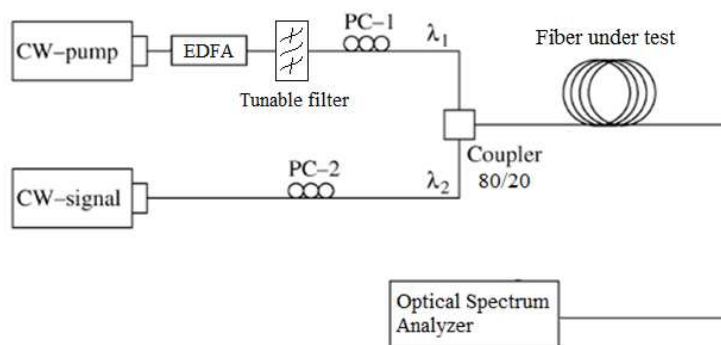 PC–1
λ1
Fiber under test
CW–pump
EDFA
Tunable filter
PC–2
λ2
Coupler
80/20
CW–signal
Optical Spectrum
Analyzer